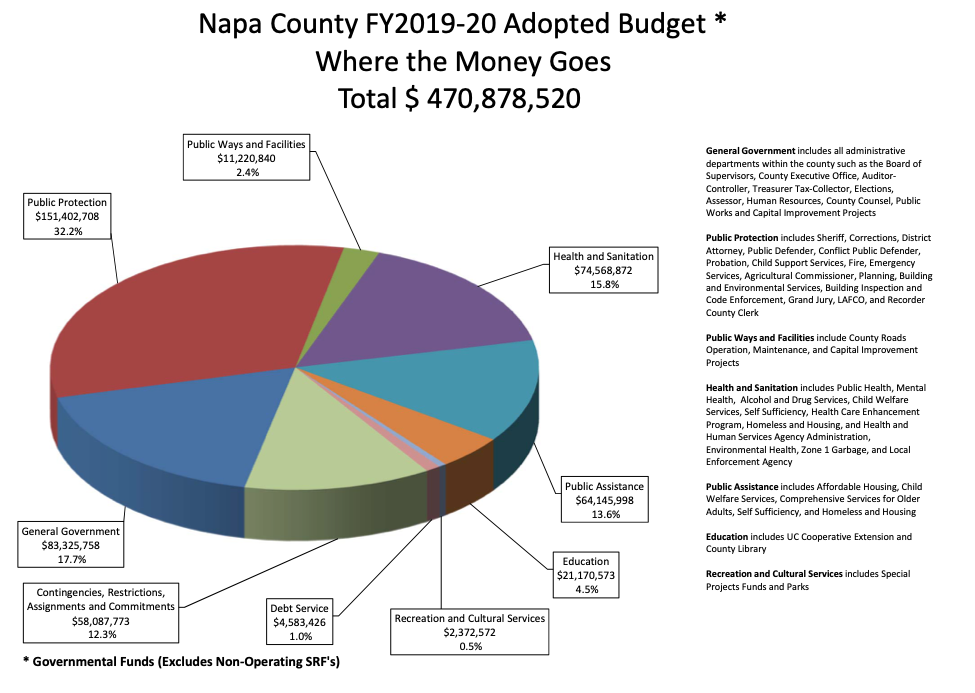 Napa County FY2019-20 Adopted Budget *
Where the Money Goes
Total $ 470,878,520
Public Ways and Facilities
$11,220,840
2.4%
Public Protection
$151,402,708
32.2%
Health and Sanitation
$74,568,872
15.8%
Public Assistance
$64,145,998
13.6%
General Government
$83,325,758
17.7%
Education
$21,170,573
4.5%
Contingencies, Restrictions,
Assignments and Commitments
$58,087,773
12.3%
Debt Service
$4,583,426
1.0%
Recreation and Cultural Services
$2,372,572
0.5%
* Governmental Funds (Excludes Non-Operating SRF's)
General Government includes all administrative
departments within the county such as the Board of
Supervisors, County Executive Office, Auditor-
Controller, Treasurer Tax-Collector, Elections,
Assessor, Human Resources, County Counsel, Public
Works and Capital Improvement Projects
Public Protection includes Sheriff, Corrections, District
Attorney, Public Defender, Conflict Public Defender,
Probation, Child Support Services, Fire, Emergency
Services, Agricultural Commissioner, Planning, Building
and Environmental Services, Building Inspection and
Code Enforcement, Grand Jury, LAFCO, and Recorder
County Clerk
Public Ways and Facilities include County Roads
Operation, Maintenance, and Capital Improvement
Projects
Health and Sanitation includes Public Health, Mental
Health, Alcohol and Drug Services, Child Welfare
Services, Self Sufficiency, Health Care Enhancement
Program, Homeless and Housing, and Health and
Human Services Agency Administration,
Environmental Health, Zone 1 Garbage, and Local
Enforcement Agency
Public Assistance includes Affordable Housing, Child
Welfare Services, Comprehensive Services for Older
Adults, Self Sufficiency, and Homeless and Housing
Education includes UC Cooperative Extension and
County Library
Recreation and Cultural Services includes Special
Projects Funds and Parks